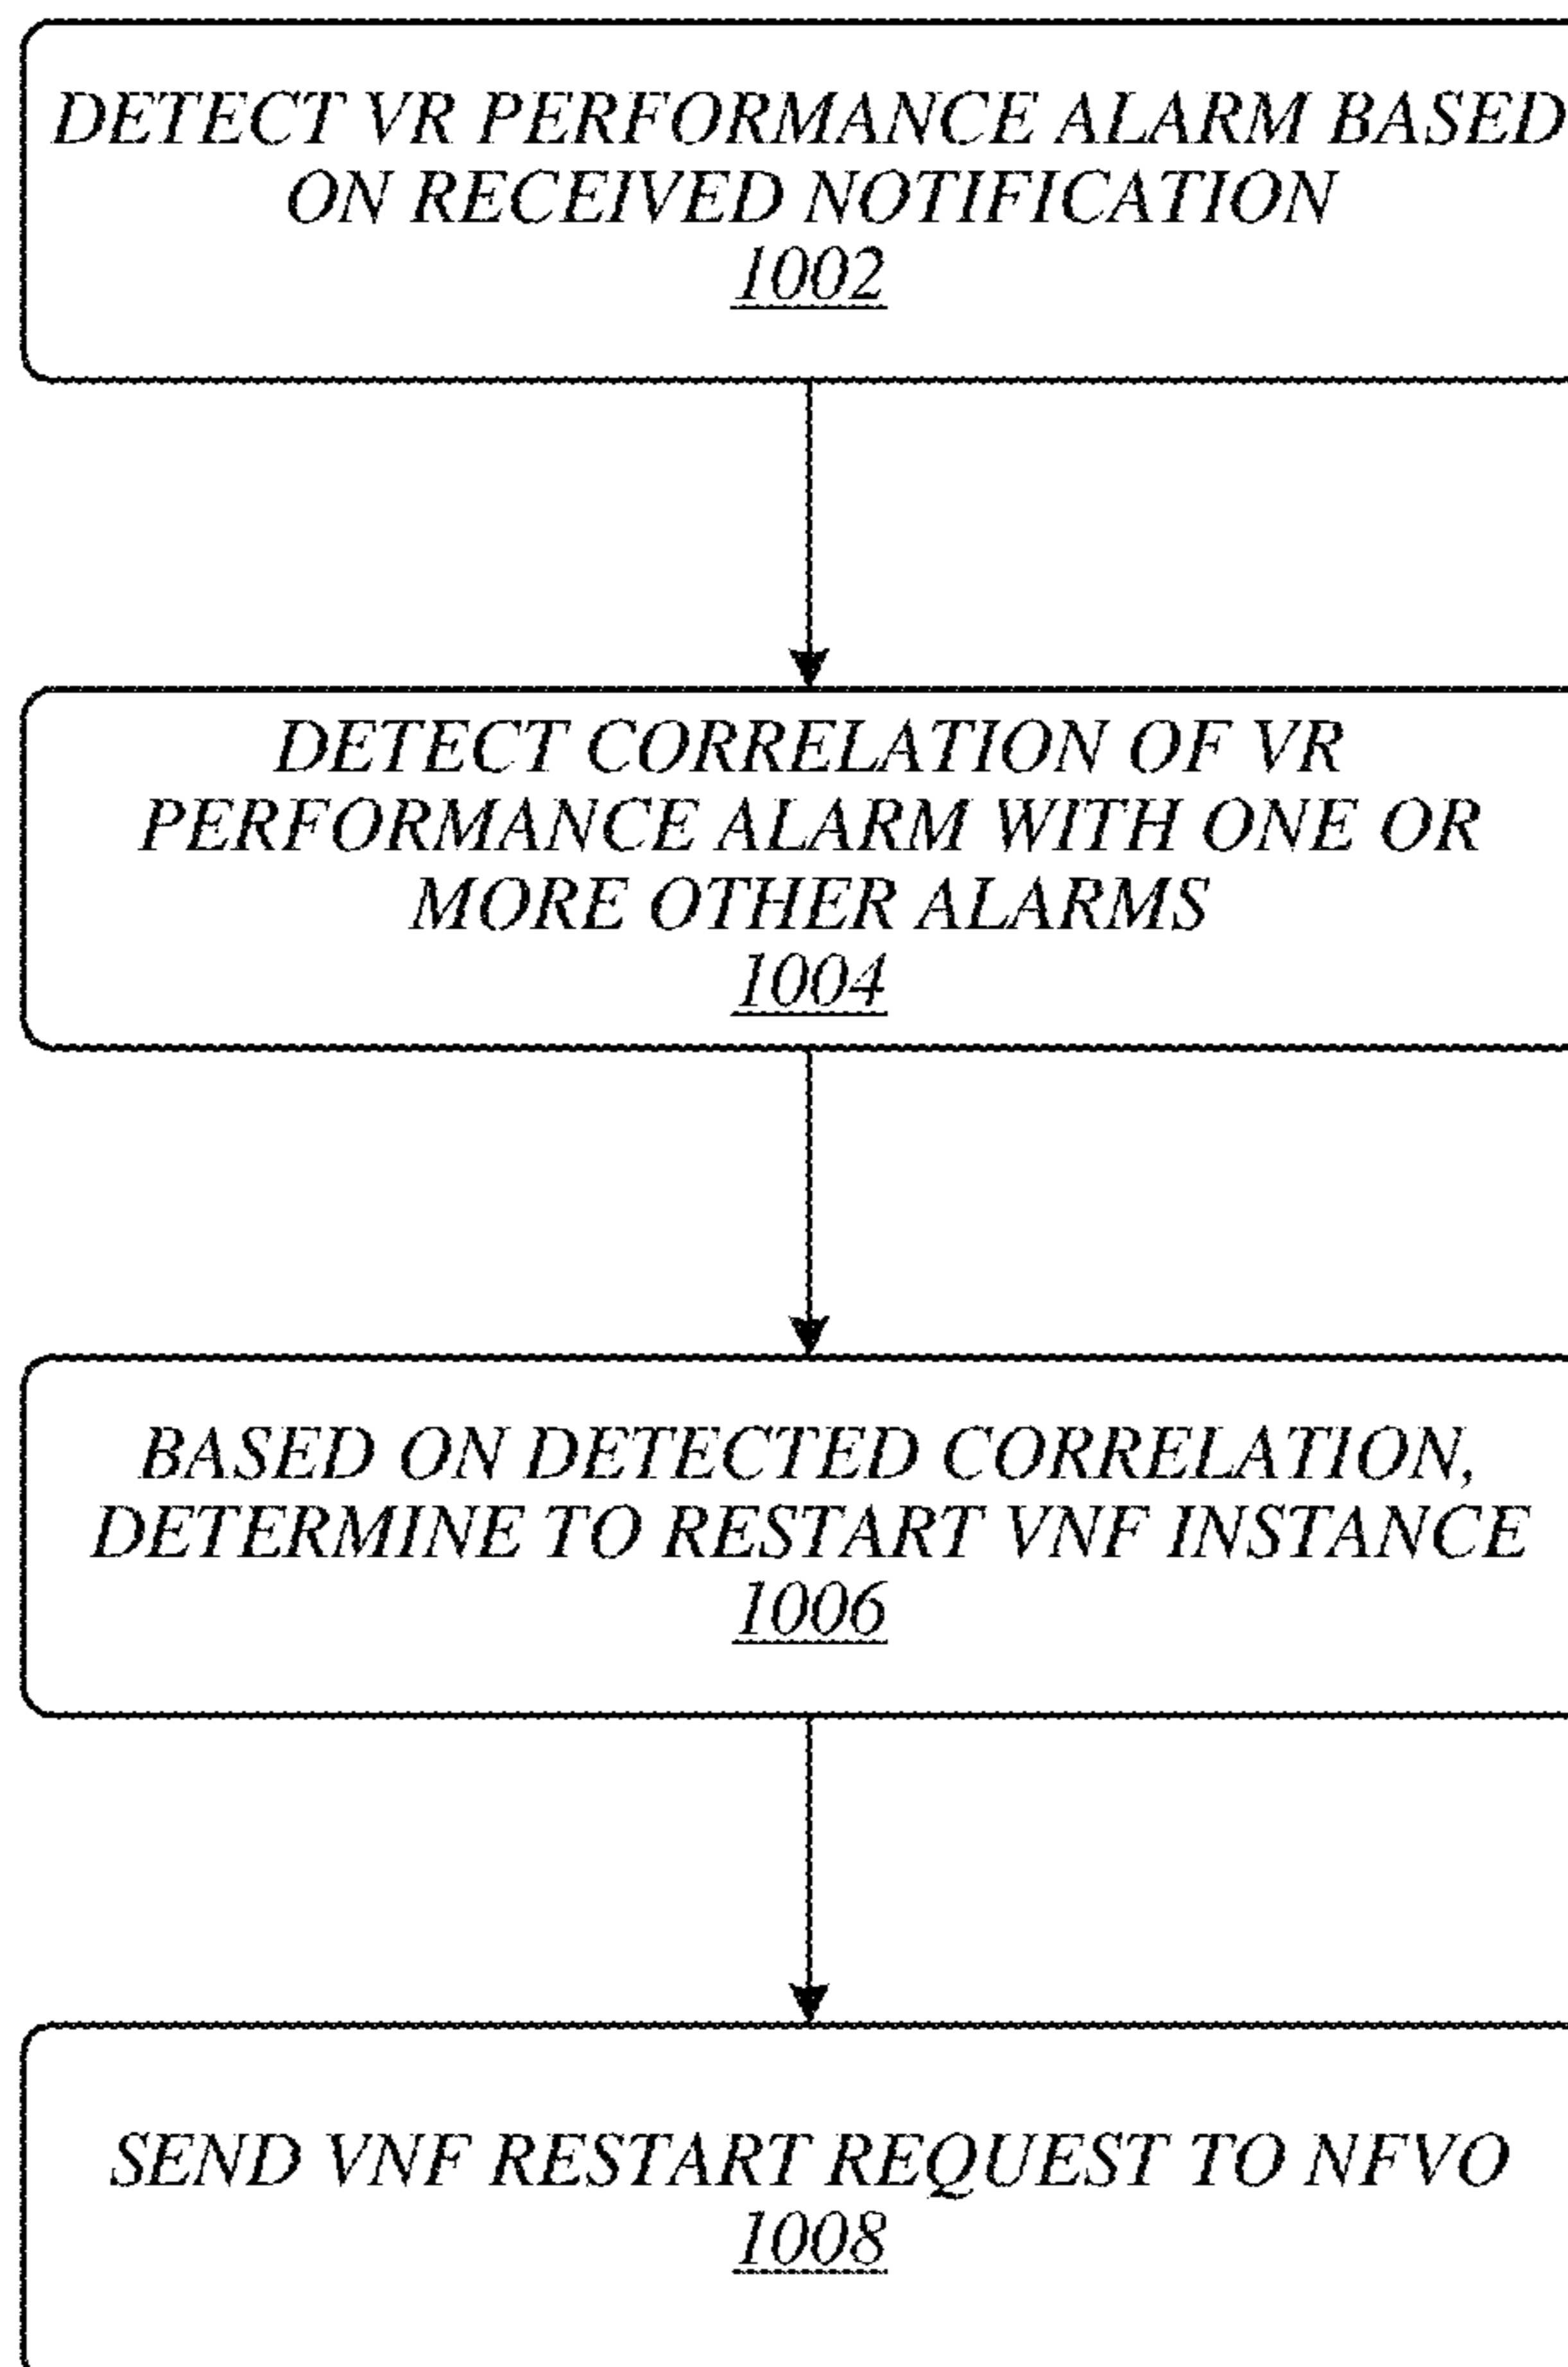 DETECT VR PERFORMANCE ALARM BASED
ON RECEIVED NOTIFICATION
1002
DETECT CORRELATION OF VR
PERFORMANCE ALARM WITH ONE OR
MORE OTHER ALARMS
1004
BASED ON DETECTED CORRELATION,
DETERMINE TO RESTART VNF INSTANCE
1006
SEND VNF RESTART REQUEST TO NFVO
1008